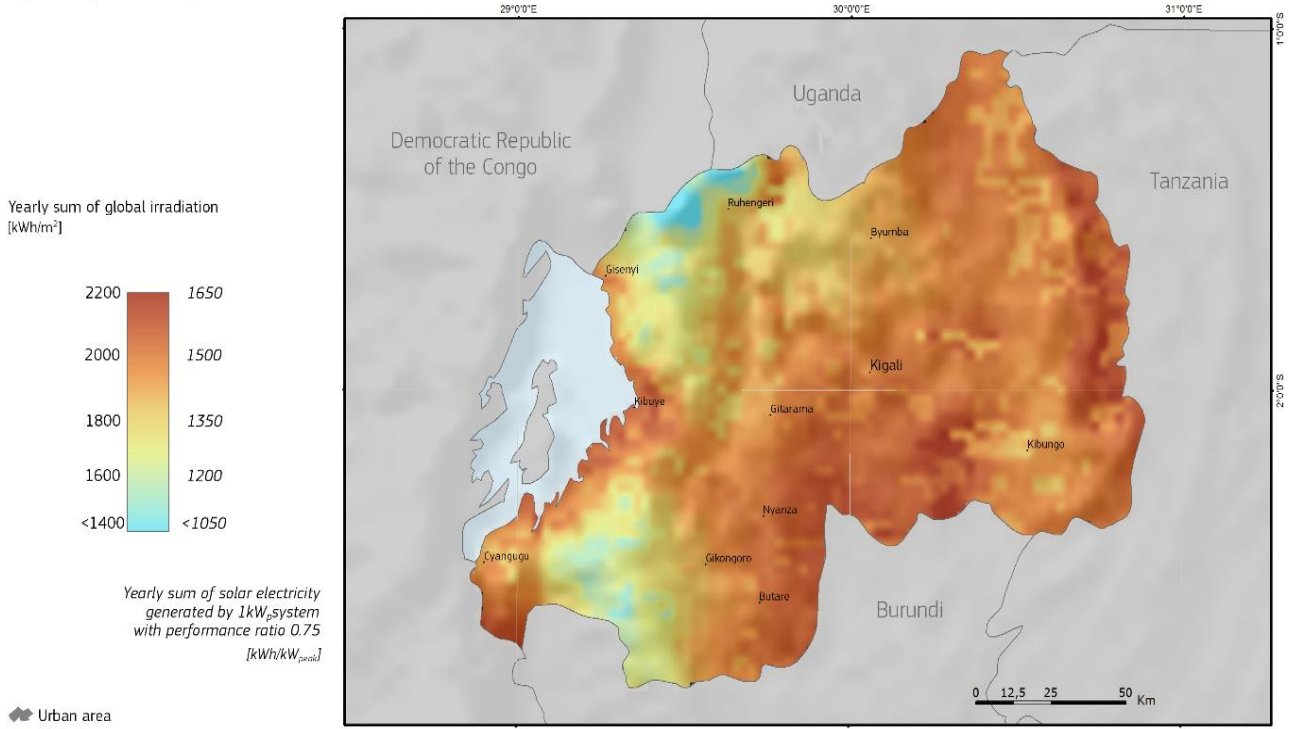 29°0'0"E
30°0'0"E
31°0'0"E
1°0'0"S
2°0'0"S
Uganda
Democratic Republic
of the Congo
Tanzania
Burundi
Ruhengeri
Byumba
Gisenyi
Kigali
Kibuye
Gitarama
Kibungo
Nyanza
Cyangugu
Gikongoro
Butare
Yearly sum of global irradiation
[kWh/m²]
2200 1650
2000 1500
1800 1350
1600 1200
<1400 <1050
Yearly sum of solar electricity
generated by 1kWpsystem
with performance ratio 0.75
[kWh/kWpeak]
Urban area
0 12,5 25 50
Km